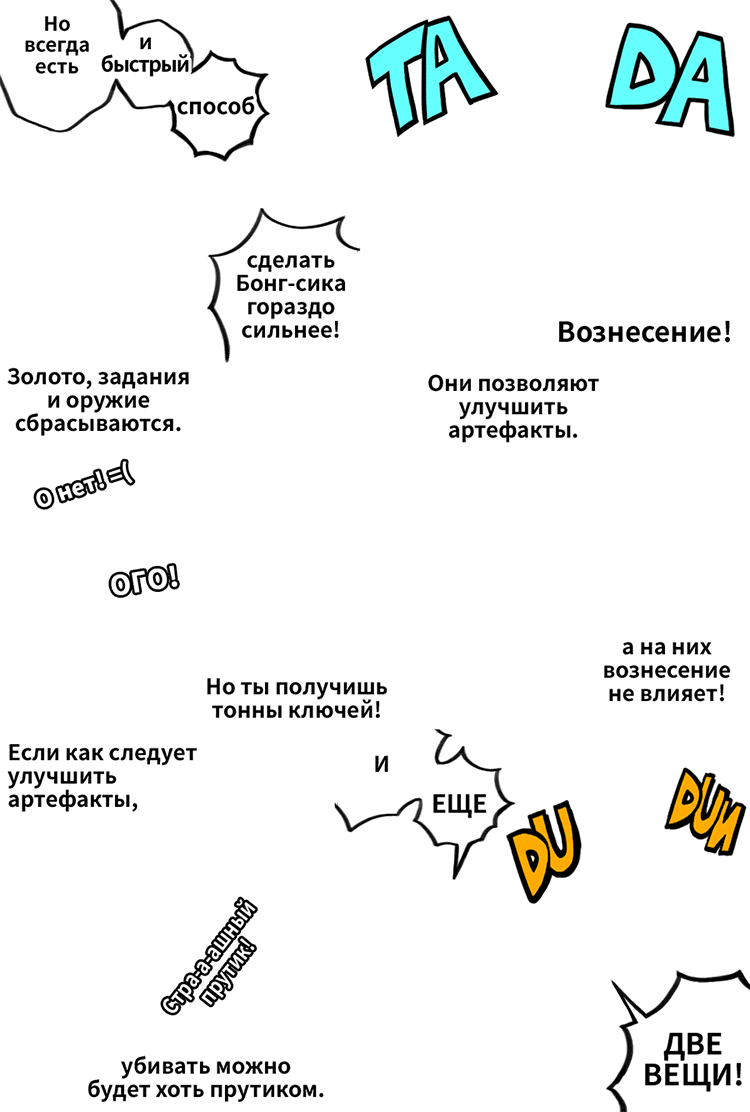 Но
всегда
есть
и
быстрый
способ
TA
DA
сделать
Бонг-сика
гораздо
сильнее!
Вознесение!
Золото, задания
и оружие
сбрасываются.
Они позволяют
улучшить
артефакты.
О нет! =(
ОГО!
Но ты получишь
тонны ключей!
а на них
вознесение
не влияет!
Если как следует
улучшить
артефакты,
И
ЕЩЕ
DU
DUN
Стра-а-ашный
прутик!
убивать можно
будет хоть прутиком.
ДВЕ
ВЕЩИ!